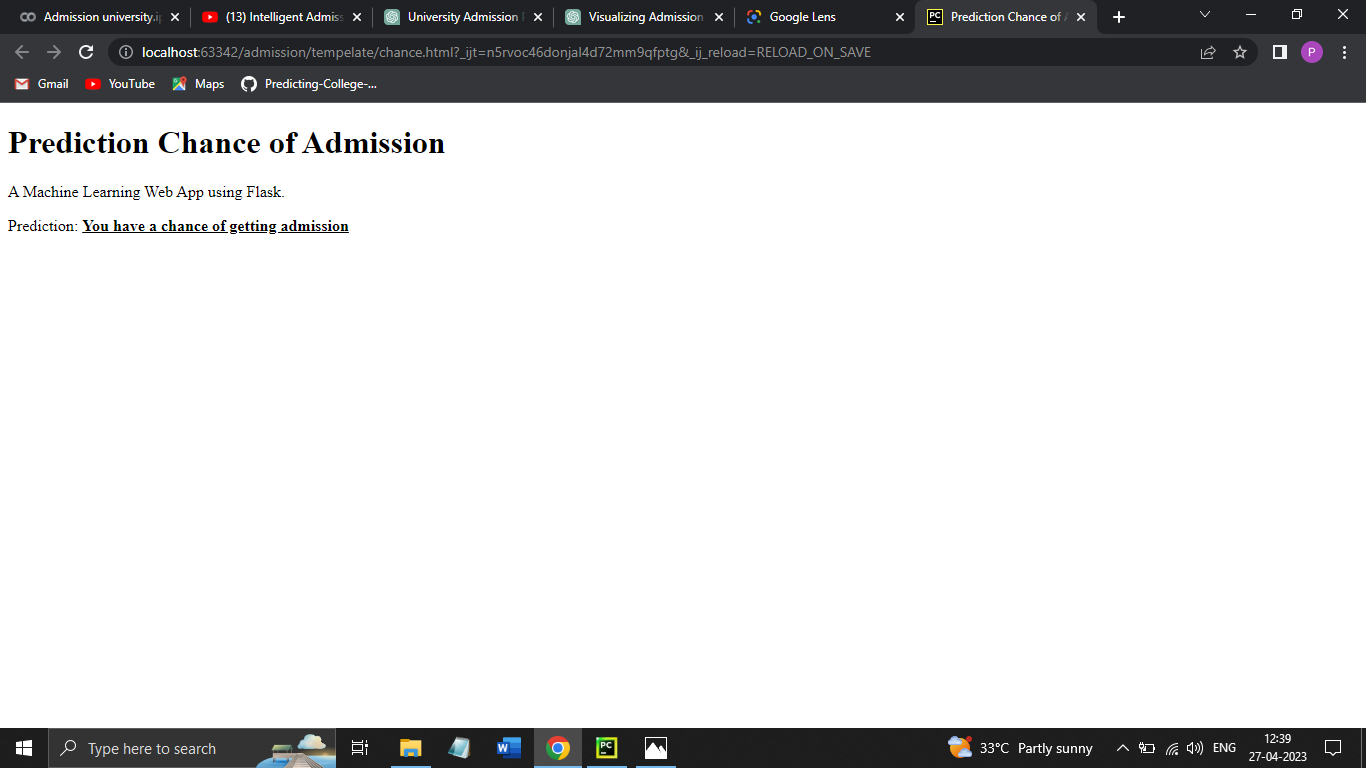 Admission university.i
(13) Intelligent Admiss
University Admission
Visualizing Admission
Google Lens
PC
Prediction Chance of A
localhost:63342/admission/tempelate/chance.html?_ijt=n5rvoc46donjal4d72mm9qfptg&_ij_reload=RELOAD_ON_SAVE
P
Gmail
YouTube
Maps
Predicting-College-...
Prediction Chance of Admission
A Machine Learning Web App using Flask.
Prediction: You have a chance of getting admission
Type here to search
W
PC
33°C Partly sunny
ENG
12:39
27-04-2023